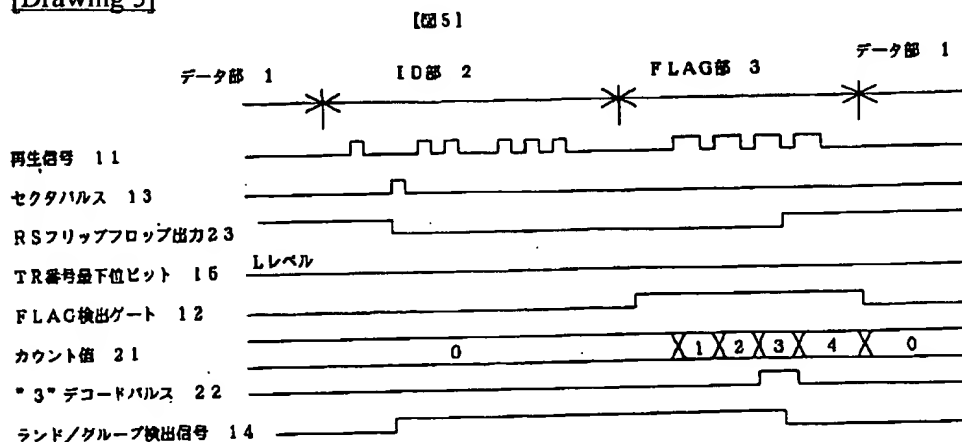 [Drawing 5]
[図5]
データ部 1
ID部 2
FLAG部 3
データ部 1
再生信号 11
セクタパルス 13
RSフリップフロップ出力23
TR番号最下位ビット 15
Lレベル
FLAG検出ゲート 12
カウント値 21
0 1 2 3 4 0
"3"デコードパルス 22
ランド/グルーブ検出信号 14